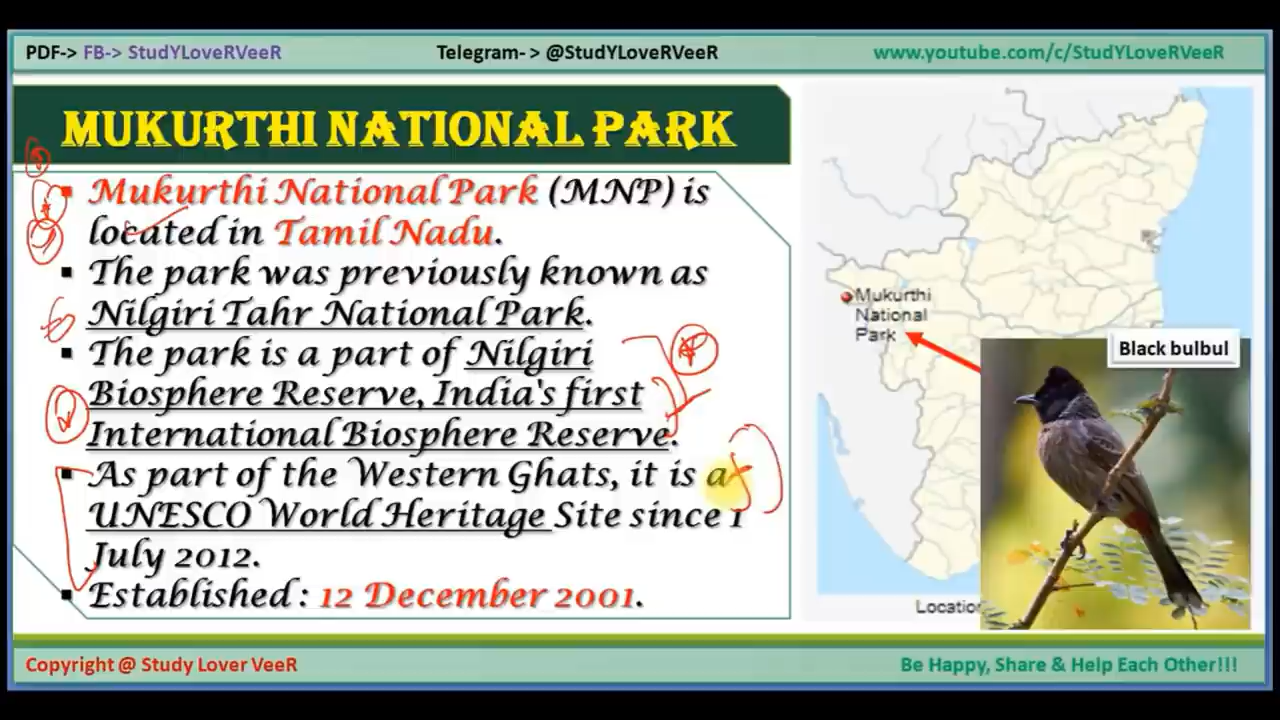 PDF-> FB-> StudYLoveRVeeR Telegram- > @StudYLoveRVeeR www.youtube.com/c/StudYLoveRVeeR
MUKURTHI NATIONAL PARK
▪ Mukurthi National Park (MNP) is
located in Tamil Nadu.
▪ The park was previously known as
Nilgiri Tahr National Park.
▪ The park is a part of Nilgiri
Biosphere Reserve, India's first
International Biosphere Reserve.
▪ As part of the Western Ghats, it is a
UNESCO World Heritage Site since 1
July 2012.
▪ Established : 12 December 2001.
Mukurthi
National
Park
Black bulbul
Location
Copyright @ Study Lover VeeR Be Happy, Share & Help Each Other!!!